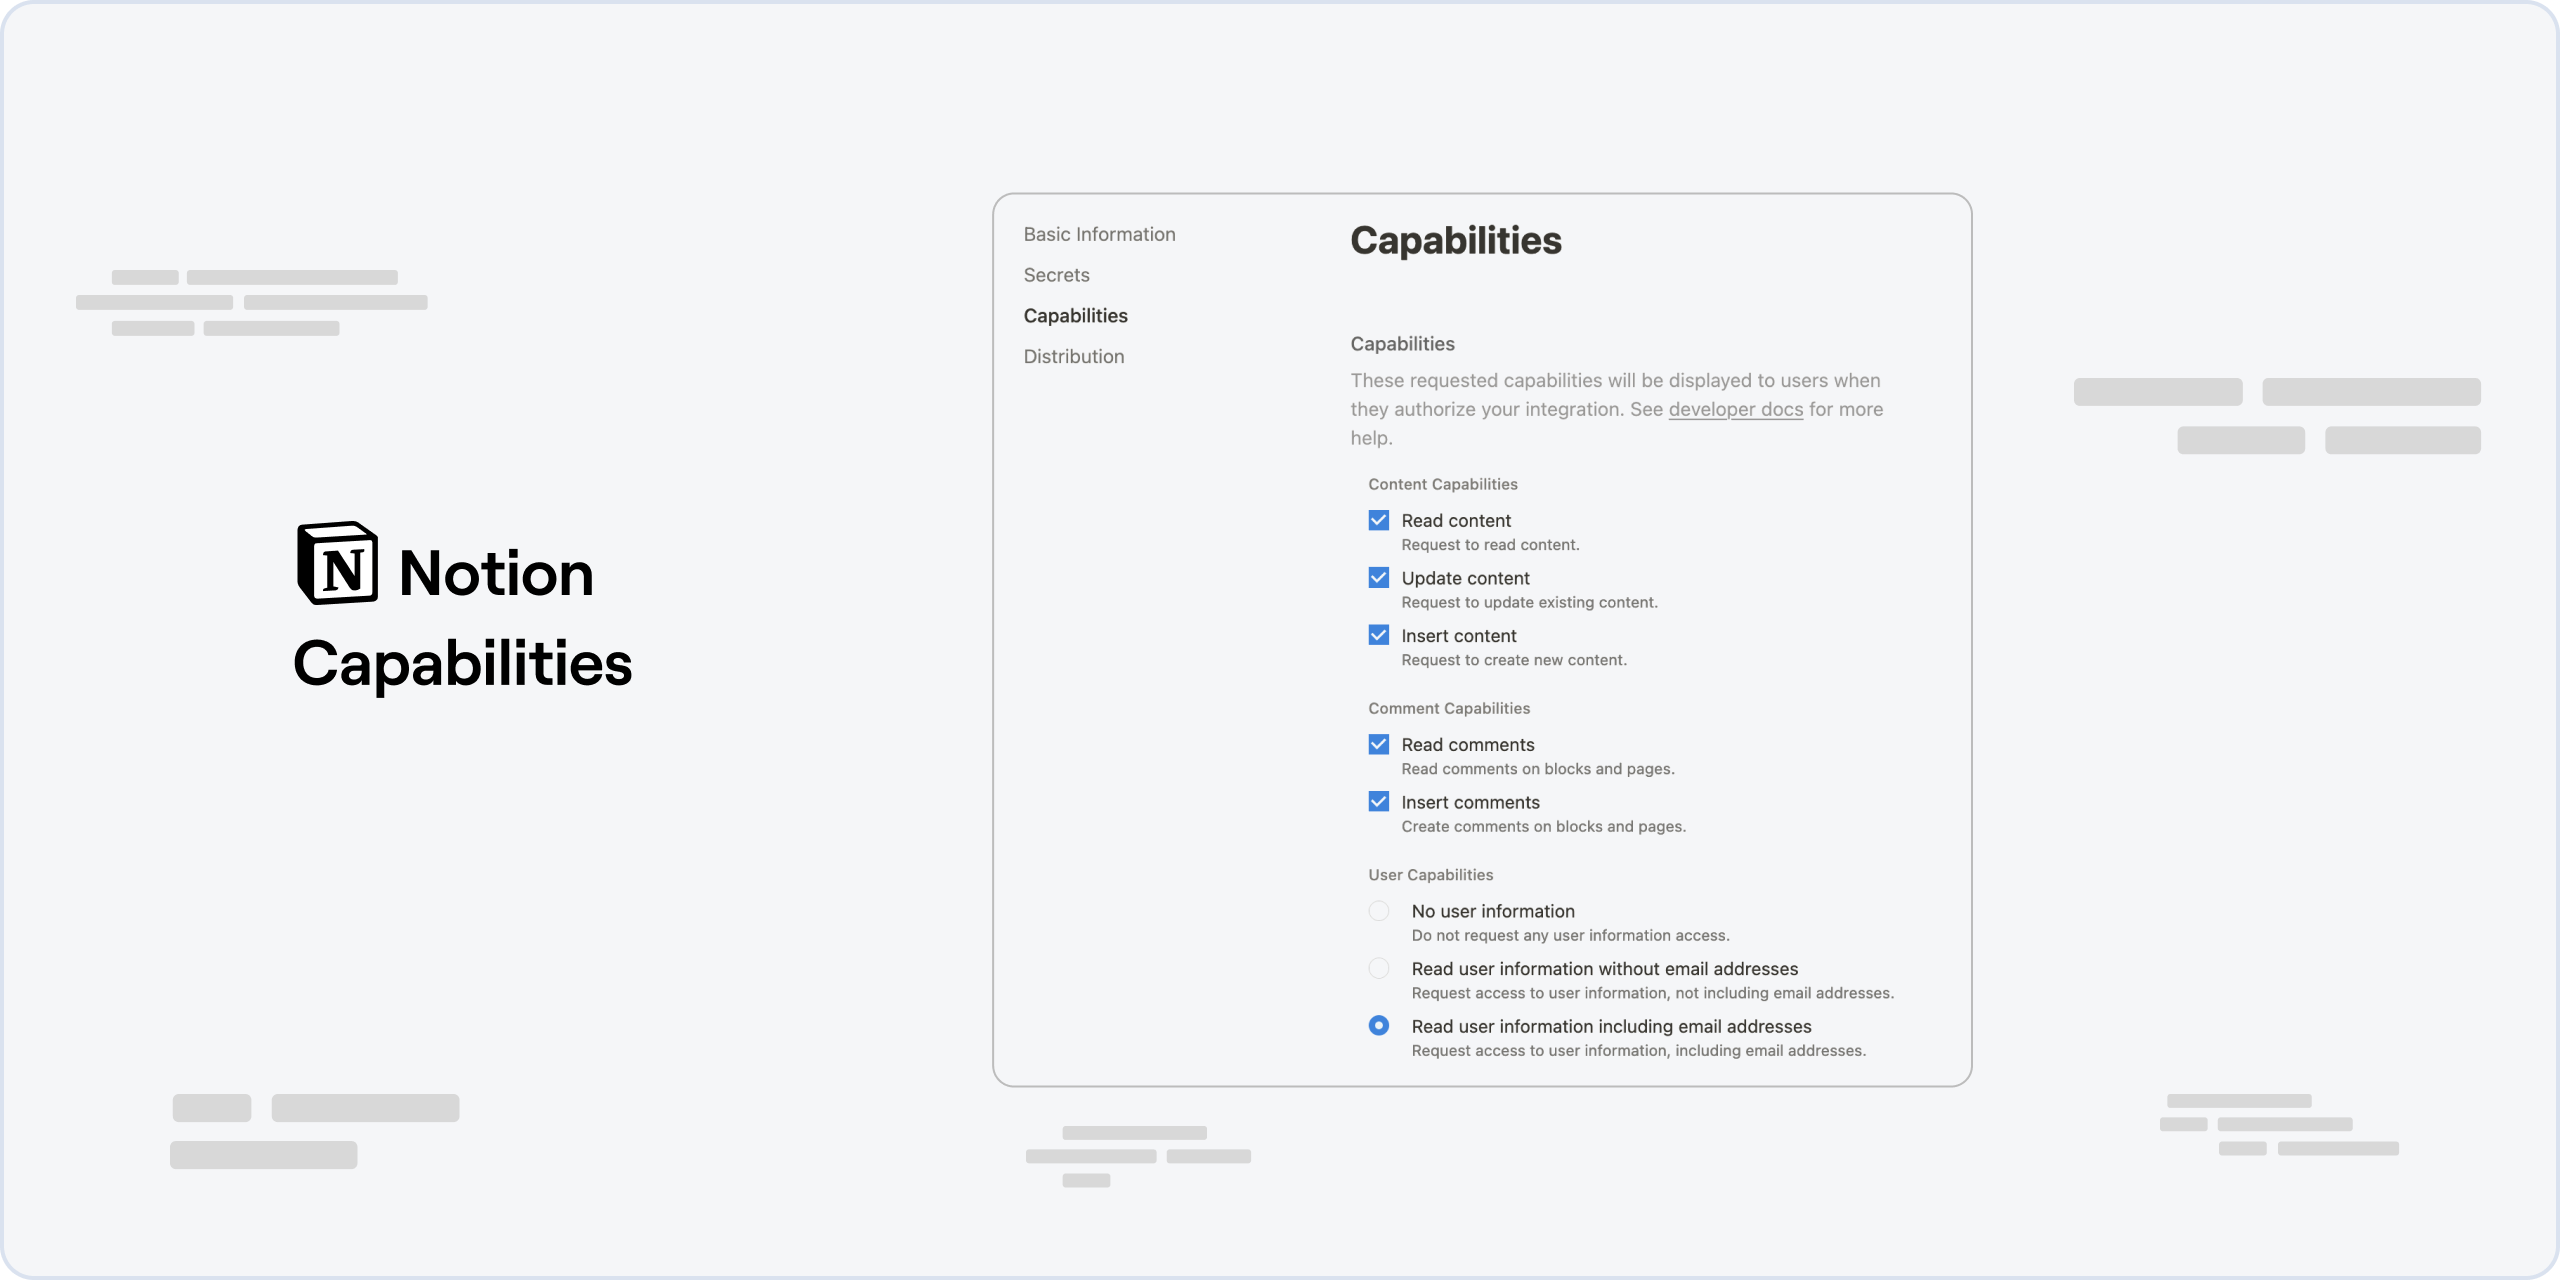 N Notion
Capabilities
Basic Information
Secrets
Capabilities
Distribution
Capabilities
Capabilities
These requested capabilities will be displayed to users when
they authorize your integration. See developer docs for more
help.
Content Capabilities
Read content
Request to read content.
Update content
Request to update existing content.
Insert content
Request to create new content.
Comment Capabilities
Read comments
Read comments on blocks and pages.
Insert comments
Create comments on blocks and pages.
User Capabilities
No user information
Do not request any user information access.
Read user information without email addresses
Request access to user information, not including email addresses.
Read user information including email addresses
Request access to user information, including email addresses.